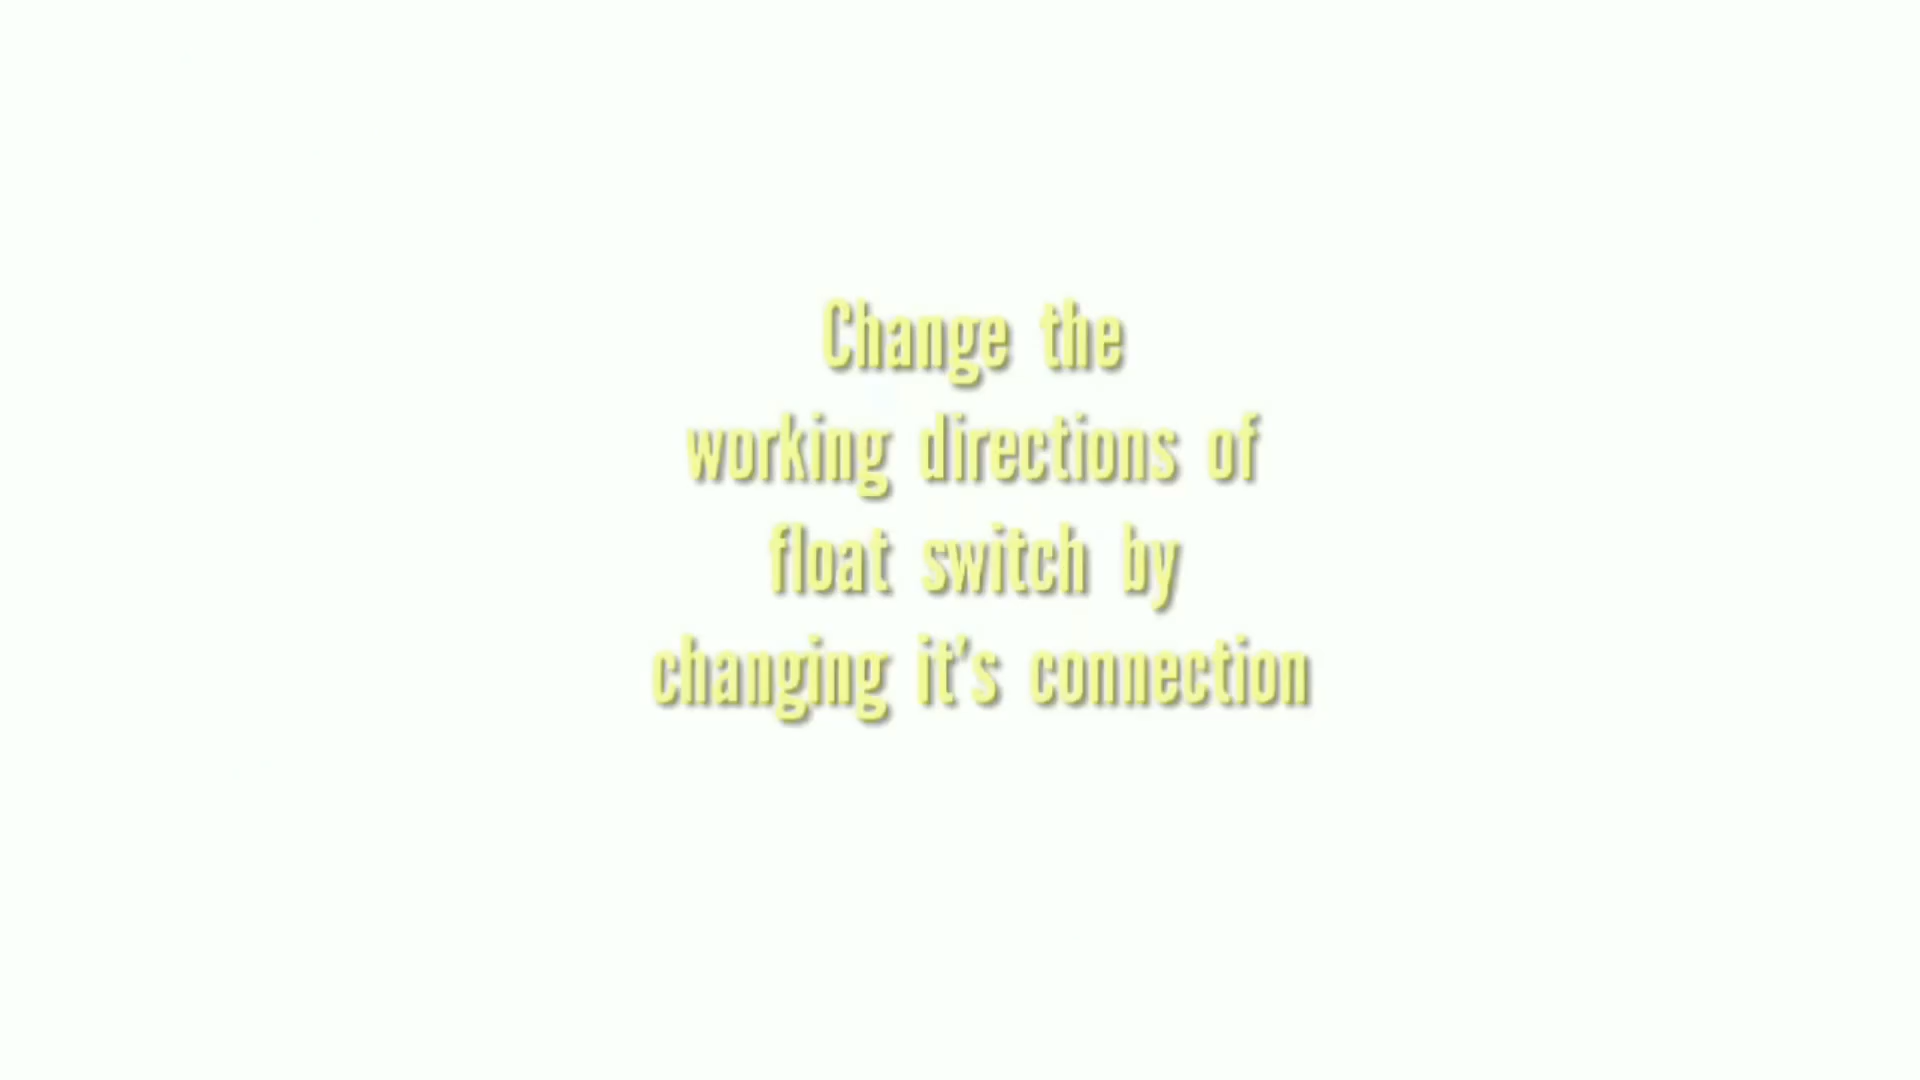 Change the
working directions of
float switch by
changing it's connection